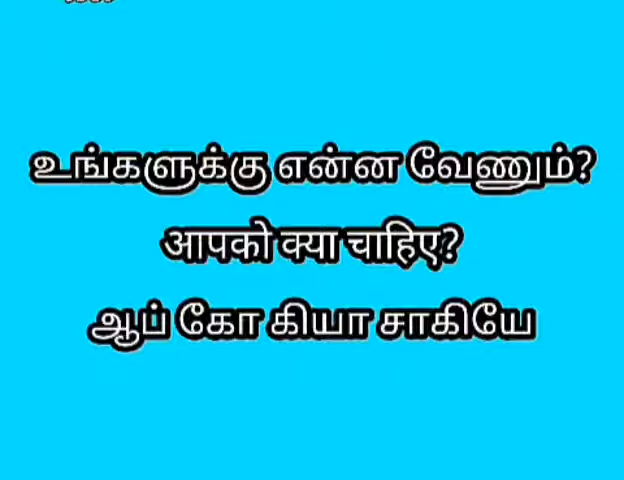 உங்களுக்கு என்ன வேணும்?
आपको क्या चाहिए?
ஆப் கோ கியா சாகியே